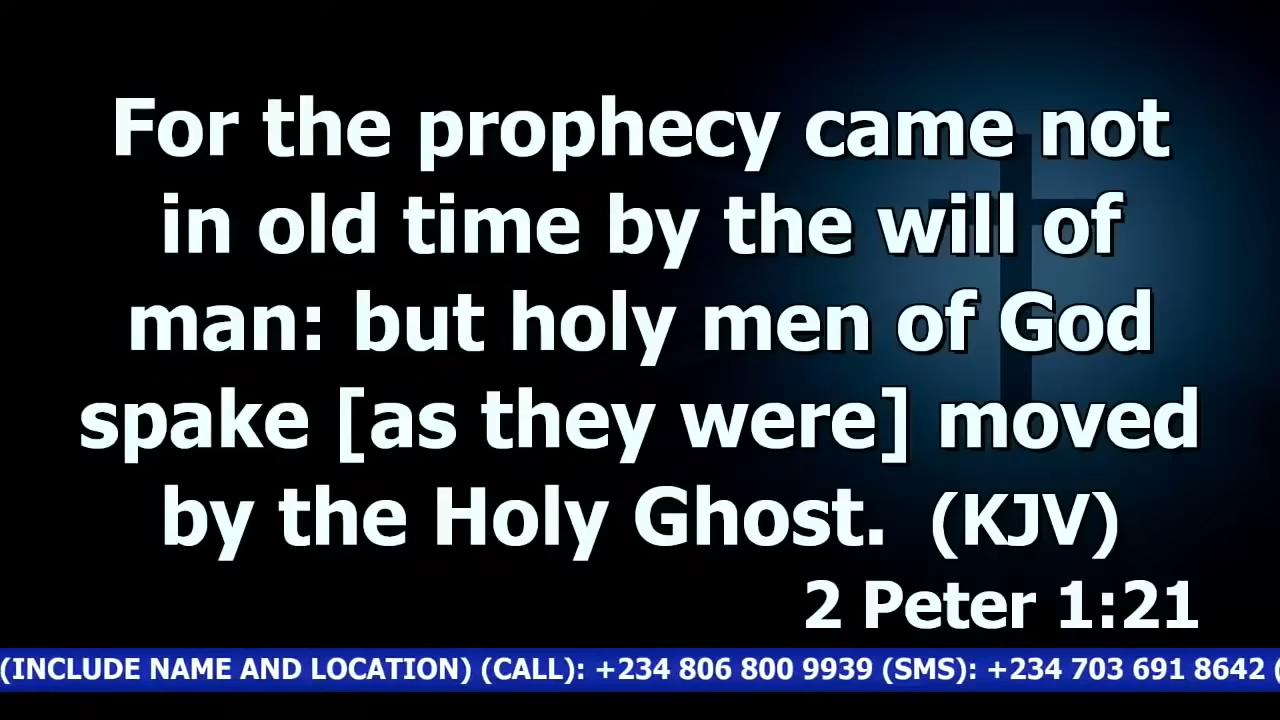 For the prophecy came not
in old time by the will of
man: but holy men of God
spake [as they were] moved
by the Holy Ghost.  (KJV)
2 Peter 1:21
(INCLUDE NAME AND LOCATION) (CALL): +234 806 800 9939 (SMS): +234 703 691 8642 (